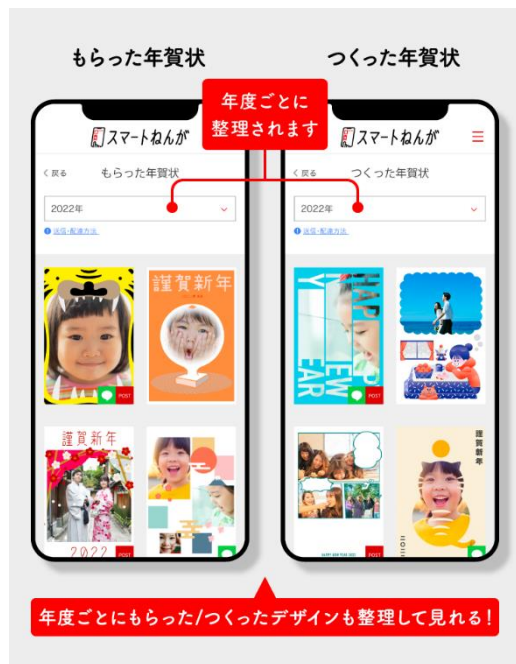 もらった年賀状
つくった年賀状
年度ごとに
整理されます
スマートねんが
く戻る
もらった年賀状
2022年
送信・配達方法
謹賀新年
POST
謹賀新年
2022
POST
スマートねんが
く戻る
つくった年賀状
2022年
送信・配達方法
HAPPY
NEW
YEAR
POST
HAPPY NEW YEAR 2022
謹賀新年
年度ごとにもらった/つくったデザインも整理して見れる!